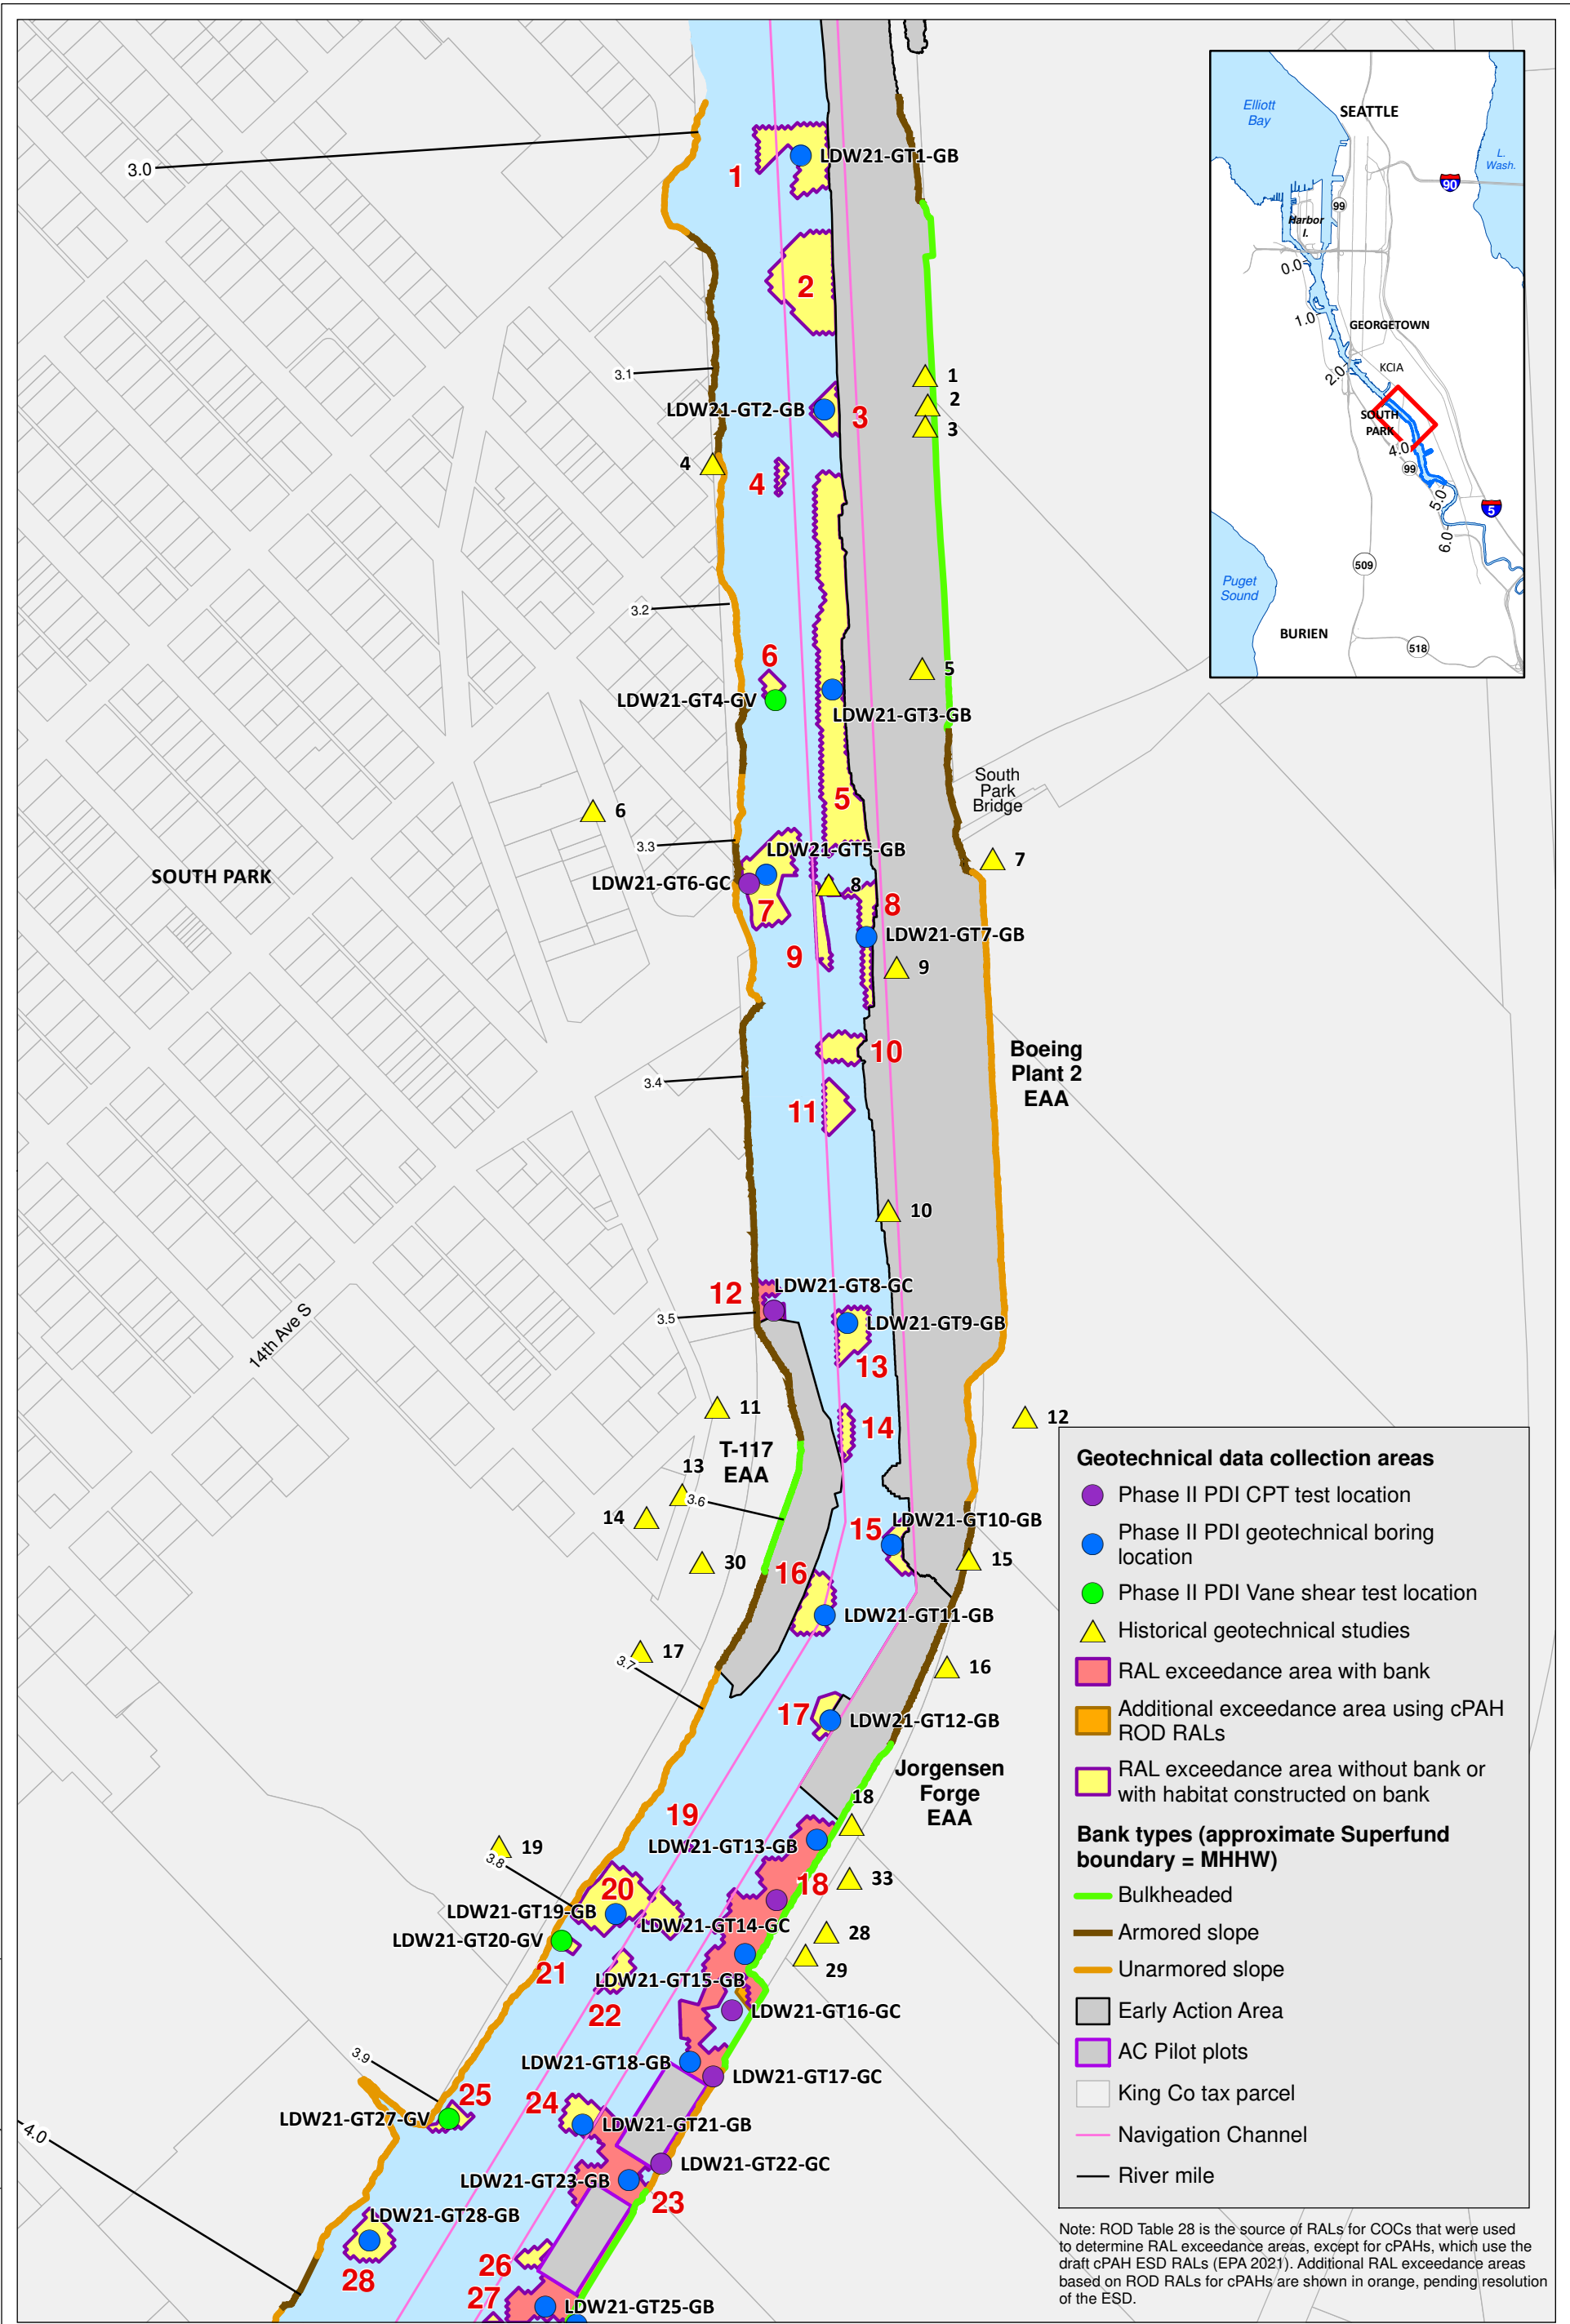 3.0
1
LDW21-GT1-GB
2
3.1
1
2
LDW21-GT2-GB
3
3
4
4
3.2
6
5
LDW21-GT4-GV
LDW21-GT3-GB
South
Park
Bridge
5
6
3.3
LDW21-GT5-GB
7
SOUTH PARK
LDW21-GT6-GC
8
7
8
LDW21-GT7-GB
9
9
10
Boeing
Plant 2
EAA
3.4
11
10
12
LDW21-GT8-GC
3.5
LDW21-GT9-GB
14th Ave S
13
11
12
14
T-117
EAA
13
3.6
14
15
LDW21-GT10-GB
30
15
16
LDW21-GT11-GB
17
3.7
16
17
LDW21-GT12-GB
Jorgensen
Forge
EAA
18
19
LDW21-GT13-GB
19
3.8
33
18
20
LDW21-GT19-GB
LDW21-GT14-GC
28
LDW21-GT20-GV
21
29
LDW21-GT15-GB
22
LDW21-GT16-GC
3.9
LDW21-GT18-GB
LDW21-GT17-GC
25
24
LDW21-GT27-GV
LDW21-GT21-GB
4.0
LDW21-GT22-GC
LDW21-GT23-GB
23
LDW21-GT28-GB
26
28
27
LDW21-GT25-GB
Elliott
Bay
SEATTLE
L.
Wash.
90
99
Harbor
I.
0.0
1.0
GEORGETOWN
2.0
KCIA
SOUTH
PARK
4.0
99
5.0
5
6.0
509
Puget
Sound
BURIEN
518
Geotechnical data collection areas
Phase II PDI CPT test location
Phase II PDI geotechnical boring
location
Phase II PDI Vane shear test location
Historical geotechnical studies
RAL exceedance area with bank
Additional exceedance area using cPAH
ROD RALs
RAL exceedance area without bank or
with habitat constructed on bank
Bank types (approximate Superfund
boundary = MHHW)
Bulkheaded
Armored slope
Unarmored slope
Early Action Area
AC Pilot plots
King Co tax parcel
Navigation Channel
River mile
Note: ROD Table 28 is the source of RALs for COCs that were used
to determine RAL exceedance areas, except for cPAHs, which use the
draft cPAH ESD RALs (EPA 2021). Additional RAL exceedance areas
based on ROD RALs for cPAHs are shown in orange, pending resolution
of the ESD.